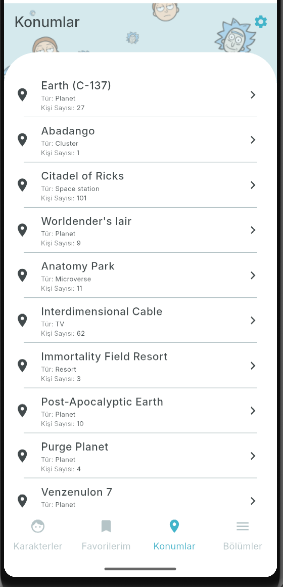 Konumlar
Earth (C-137)
Tür: Planet
Kişi Sayısı: 27
Abadango
Tür: Cluster
Kişi Sayısı: 1
Citadel of Ricks
Tür: Space station
Kişi Sayısı: 101
Worldender's lair
Tür: Planet
Kişi Sayısı: 9
Anatomy Park
Tür: Microverse
Kişi Sayısı: 11
Interdimensional Cable
Tür: TV
Kişi Sayısı: 62
Immortality Field Resort
Tür: Resort
Kişi Sayısı: 3
Post-Apocalyptic Earth
Tür: Planet
Kişi Sayısı: 10
Purge Planet
Tür: Planet
Kişi Sayısı: 4
Venzenulon 7
Tür: Planet
Karakterler Favorilerim Konumlar Bölümler